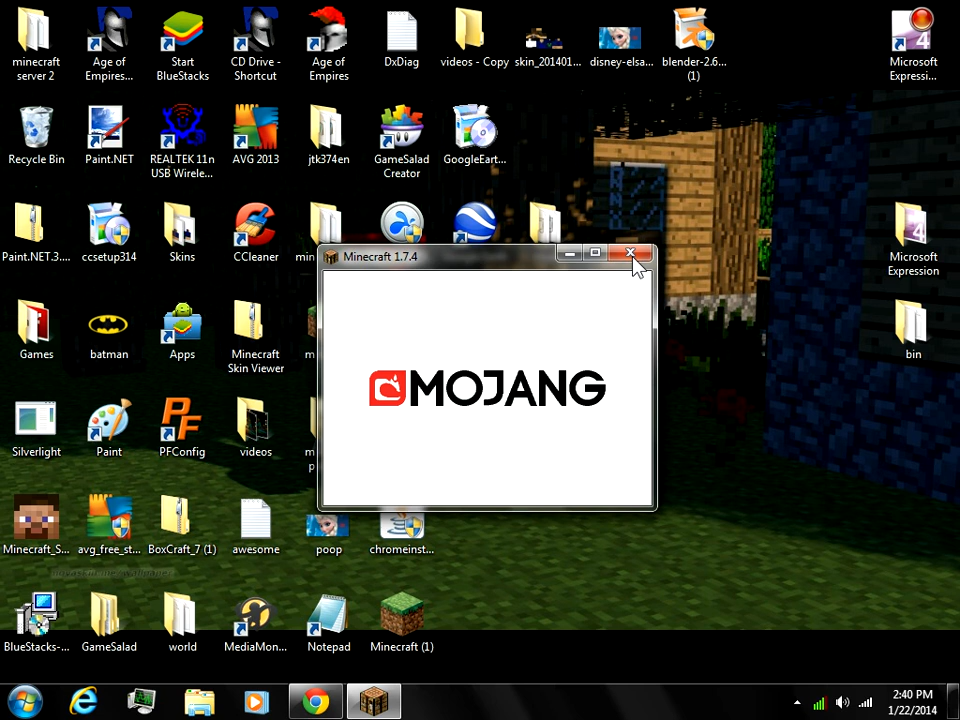 minecraft
server 2
Age of
Empires...
Start
BlueStacks
CD Drive -
Shortcut
Age of
Empires
DxDiag
videos - Copy
skin_201401...
disney-elsa...
blender-2.6...
(1)
Microsoft
Expressi...
Recycle Bin
Paint.NET
REALTEK 11n
USB Wirele...
AVG 2013
jtk374en
GameSalad
Creator
GoogleEart...
Paint.NET.3....
ccsetup314
Skins
CCleaner
min
Microsoft
Expression
Minecraft 1.7.4
MOJANG
Games
batman
Apps
Minecraft
Skin Viewer
m
bin
Silverlight
Paint
PFConfig
videos
m
p
Minecraft_S...
avg_free_st...
BoxCraft_7 (1)
awesome
poop
chromeinst...
BlueStacks-...
GameSalad
world
MediaMon...
Notepad
Minecraft (1)
2:40 PM
1/22/2014